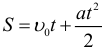 S = υ₀t + at²/2